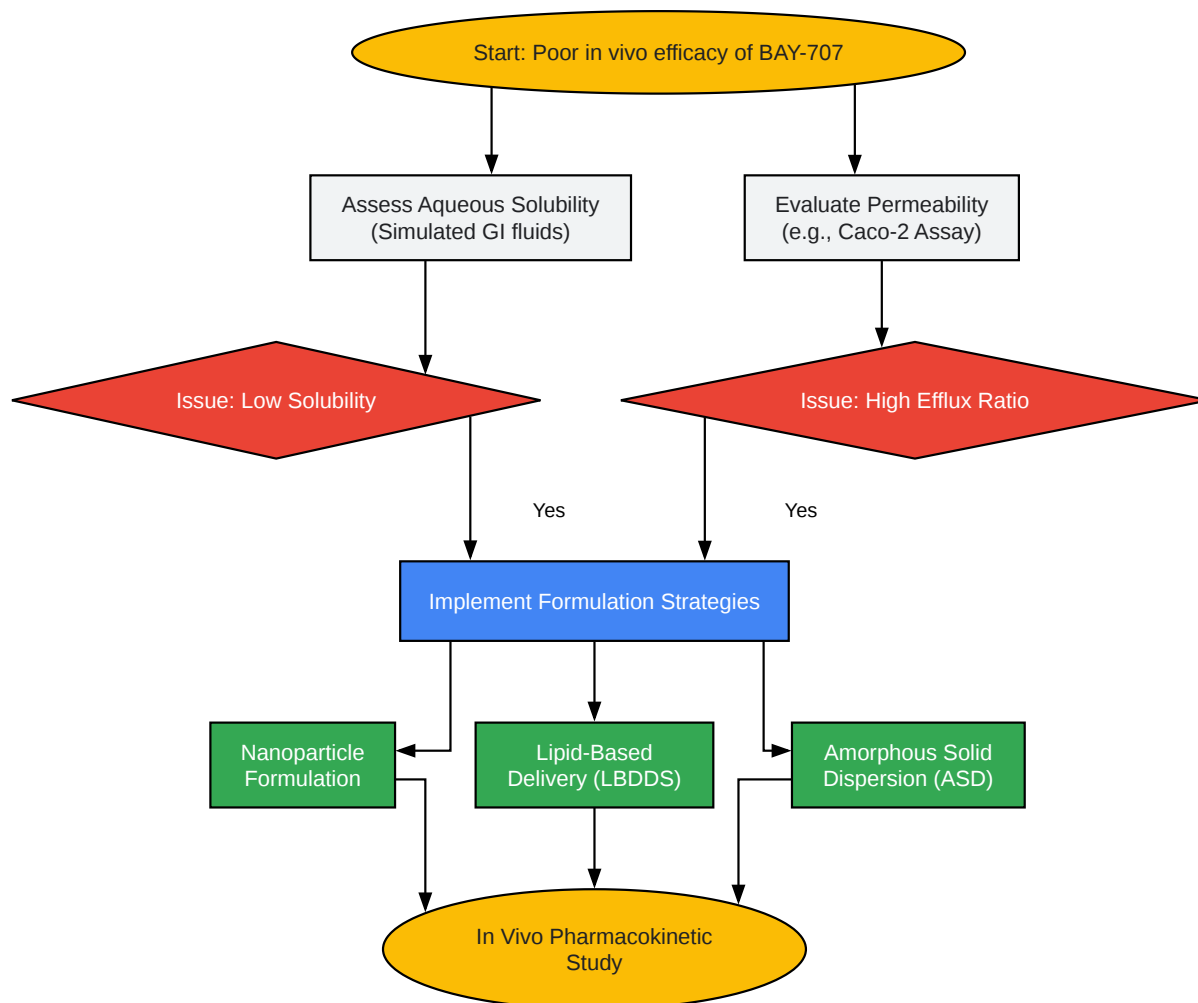 Start: Poor in vivo efficacy of BAY-707
Assess Aqueous Solubility
(Simulated GI fluids)
Evaluate Permeability
(e.g., Caco-2 Assay)
Issue: Low Solubility
Issue: High Efflux Ratio
Yes
Yes
Implement Formulation Strategies
Nanoparticle
Formulation
Lipid-Based
Delivery (LBDDS)
Amorphous Solid
Dispersion (ASD)
In Vivo Pharmacokinetic
Study